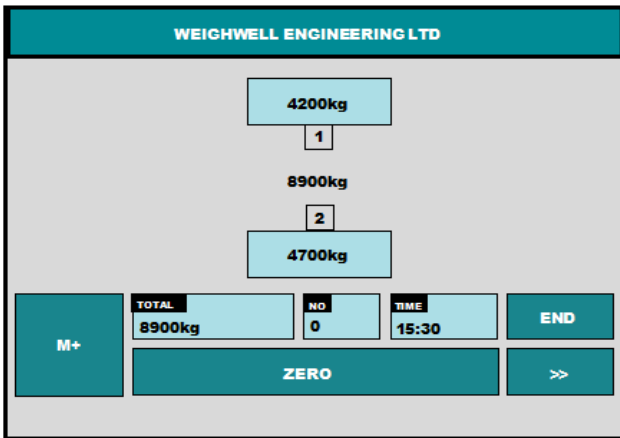 WEIGHWELL ENGINEERING LTD
4200kg
1
8900kg
2
4700kg
M+
TOTAL
8900kg
NO
0
TIME
15:30
END
ZERO
>>